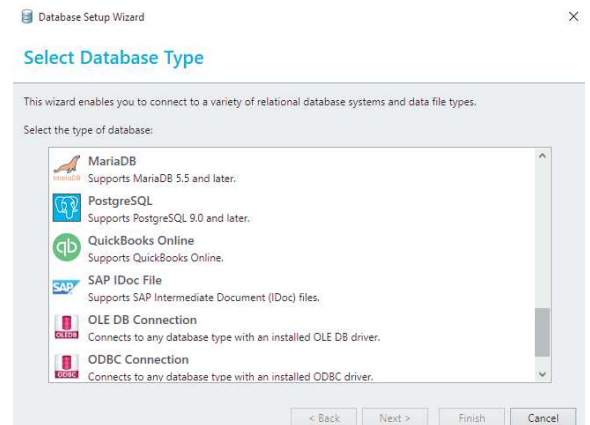 Database Setup Wizard
Select Database Type
This wizard enables you to connect to a variety of relational database systems and data file types.
Select the type of database:
MariaDB
MariaDB
Supports MariaDB 5.5 and later.
PostgreSQL
Supports PostgreSQL 9.0 and later.
qb
QuickBooks Online
Supports QuickBooks Online.
SAP
SAP IDoc File
Supports SAP Intermediate Document (IDoc) files.
OLE DB Connection
OLEDB
Connects to any database type with an installed OLE DB driver.
ODBC Connection
ODBC
Connects to any database type with an installed ODBC driver.
< Back Next > Finish Cancel